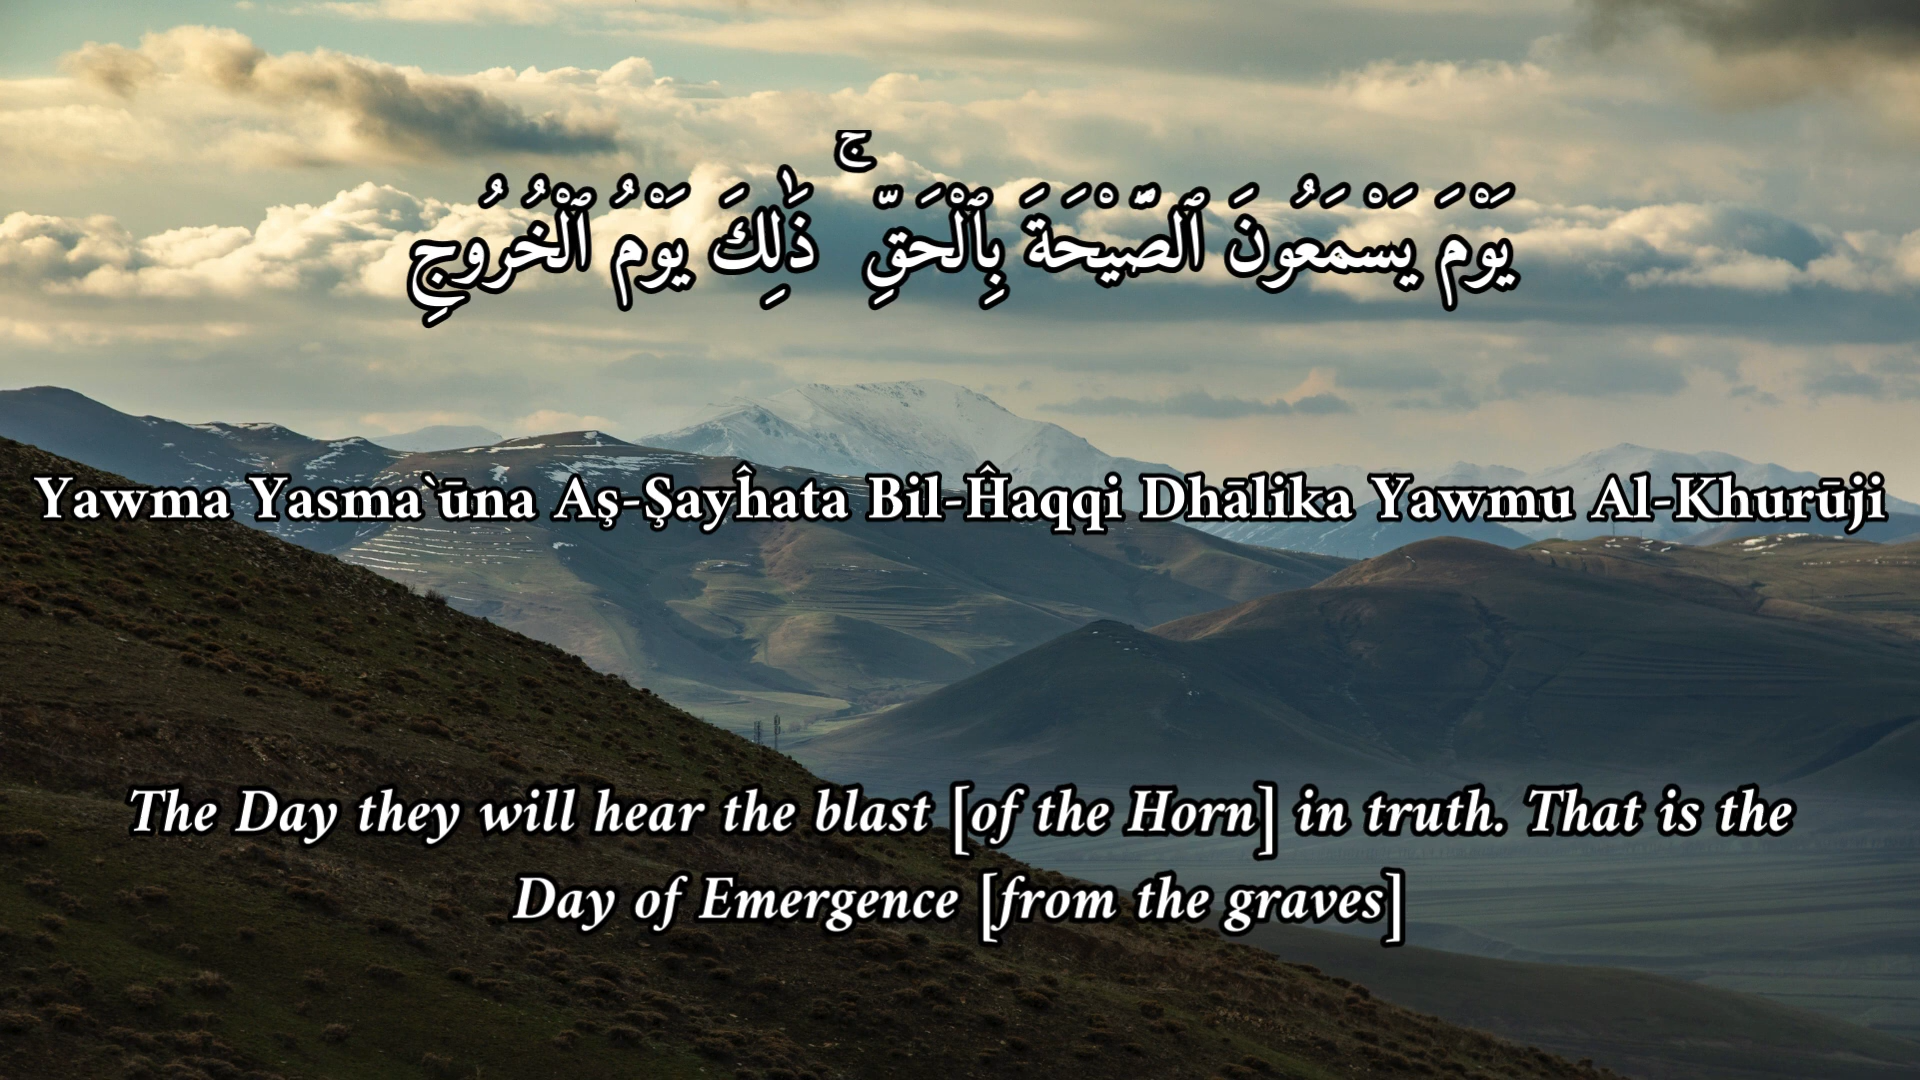 يَوْمَ يَسْمَعُونَ ٱلصَّيْحَةَ بِٱلْحَقِّ ۚ ذَٰلِكَ يَوْمُ ٱلْخُرُوجِ
Yawma Yasma`ūna Aş-Şayĥata Bil-Ĥaqqi Dhālika Yawmu Al-Khurūji
The Day they will hear the blast [of the Horn] in truth. That is the
Day of Emergence [from the graves]